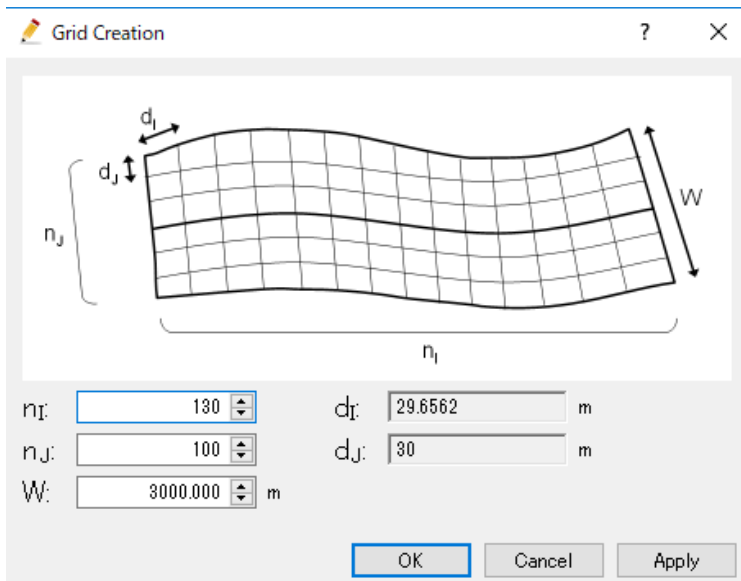 Grid Creation ?
dI
dJ
nJ
W
nI
nI: 130 dI: 29.6562 m
nJ: 100 dJ: 30 m
W: 3000.000 m
OK Cancel Apply